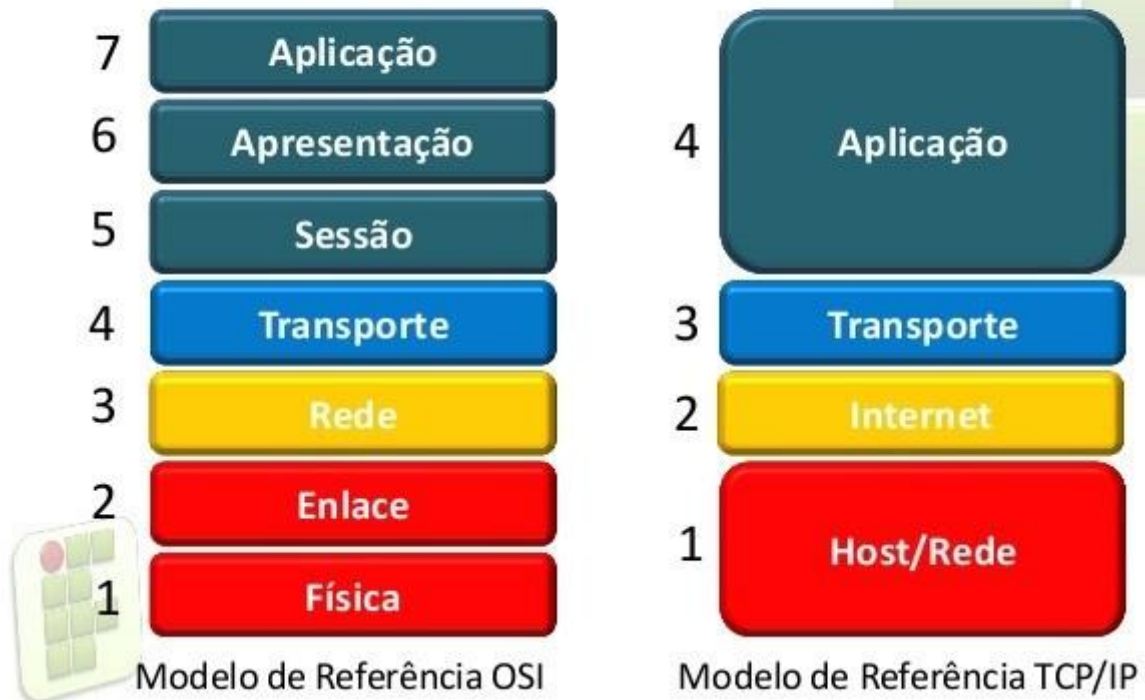 7 Aplicação
6 Apresentação
5 Sessão
4 Transporte
3 Rede
2 Enlace
1 Física
Modelo de Referência OSI
4 Aplicação
3 Transporte
2 Internet
1 Host/Rede
Modelo de Referência TCP/IP